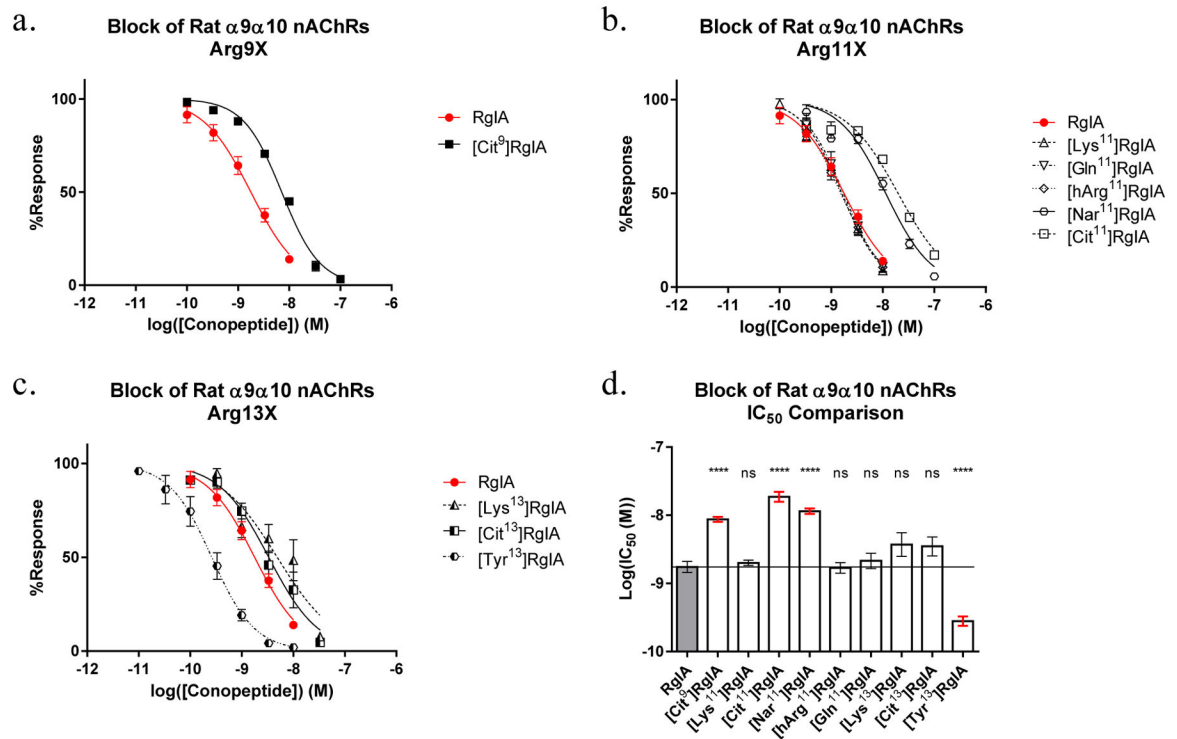 a.
Block of Rat α9α10 nAChRs
Arg9X
100
50
0
%Response
-12 -11 -10 -9 -8 -7 -6
log([Conopeptide]) (M)
RgIA
[Cit⁹]RgIA
b.
Block of Rat α9α10 nAChRs
Arg11X
100
50
0
%Response
-12 -11 -10 -9 -8 -7 -6
log([Conopeptide]) (M)
RgIA
[Lys¹¹]RgIA
[Gln¹¹]RgIA
[hArg¹¹]RgIA
[Nar¹¹]RgIA
[Cit¹¹]RgIA
c.
Block of Rat α9α10 nAChRs
Arg13X
100
50
0
%Response
-12 -11 -10 -9 -8 -7 -6
log([Conopeptide]) (M)
RgIA
[Lys¹³]RgIA
[Cit¹³]RgIA
[Tyr¹³]RgIA
d.
Block of Rat α9α10 nAChRs
IC₅₀ Comparison
-7
-8
-9
-10
Log(IC₅₀ (M))
**** ns **** **** ns ns ns ns ****
RgIA
[Cit⁹]RgIA
[Lys¹¹]RgIA
[Cit¹¹]RgIA
[Nar¹¹]RgIA
[hArg¹¹]RgIA
[Gln¹¹]RgIA
[Lys¹³]RgIA
[Cit¹³]RgIA
[Tyr¹³]RgIA